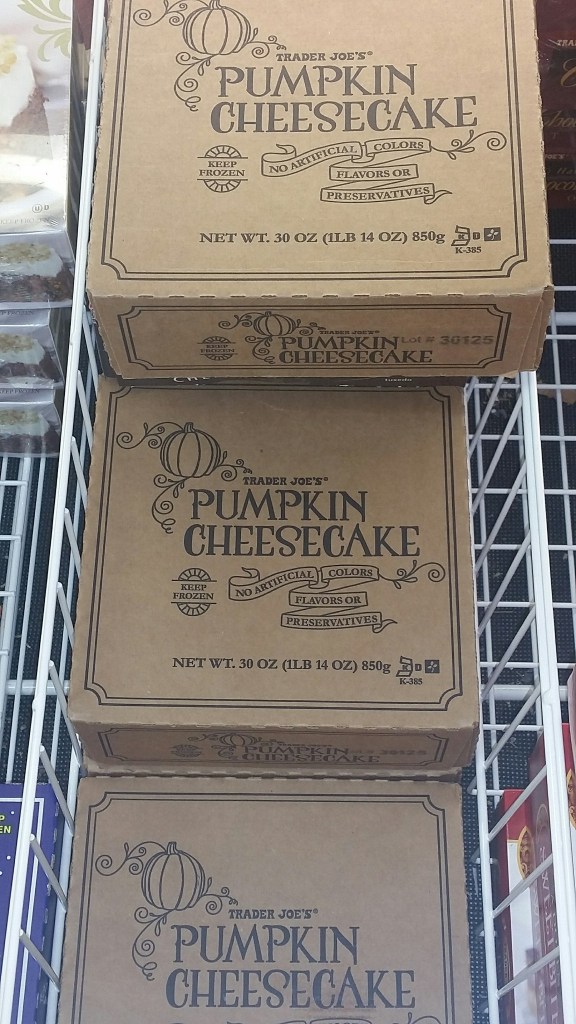 TRADER JOE'S®
PUMPKIN
CHEESECAKE
KEEP
FROZEN
NO ARTIFICIAL COLORS
FLAVORS OR
PRESERVATIVES
NET WT. 30 OZ (1LB 14 OZ) 850g
K-385
KEEP
FROZEN
TRADER JOE'S®
PUMPKIN
CHEESECAKE
Lot # 30125
TRADER JOE'S®
PUMPKIN
CHEESECAKE
KEEP
FROZEN
NO ARTIFICIAL COLORS
FLAVORS OR
PRESERVATIVES
NET WT. 30 OZ (1LB 14 OZ) 850g
K-385
PUMPKIN
CHEESECAKE
TRADER JOE'S®
PUMPKIN
CHEESECAKE